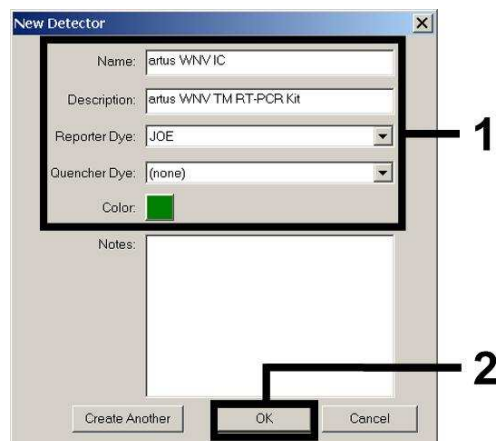 New Detector
Name: artus WNV IC
Description: artus WNV TM RT-PCR Kit
Reporter Dye: JOE
1
Quencher Dye: (none)
Color:
Notes:
2
Create Another OK Cancel